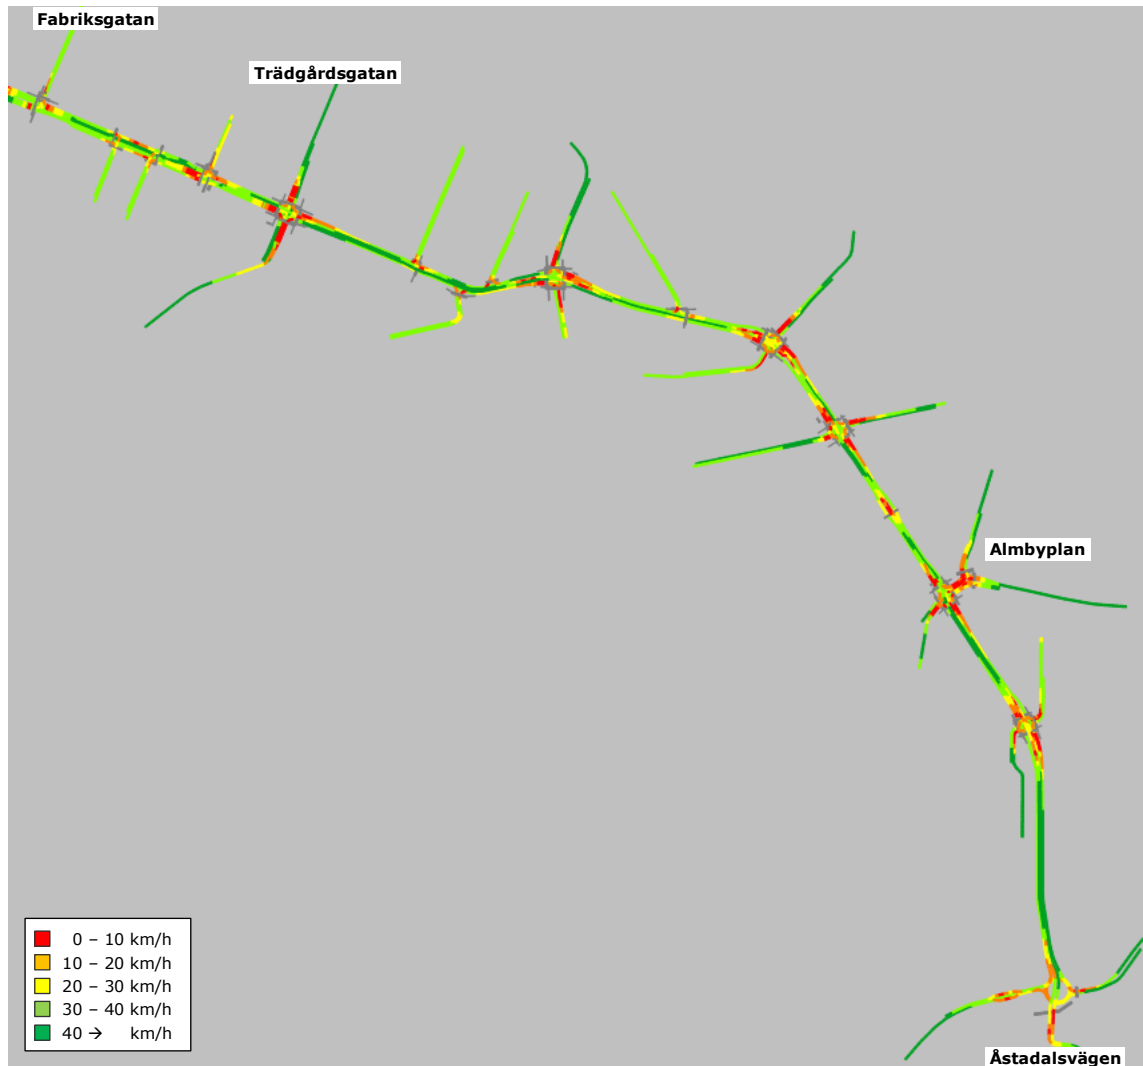 Fabriksgatan
Trädgårdsgatan
Almbyplan
0 – 10 km/h
10 – 20 km/h
20 – 30 km/h
30 – 40 km/h
40 → km/h
Åstadalsvägen